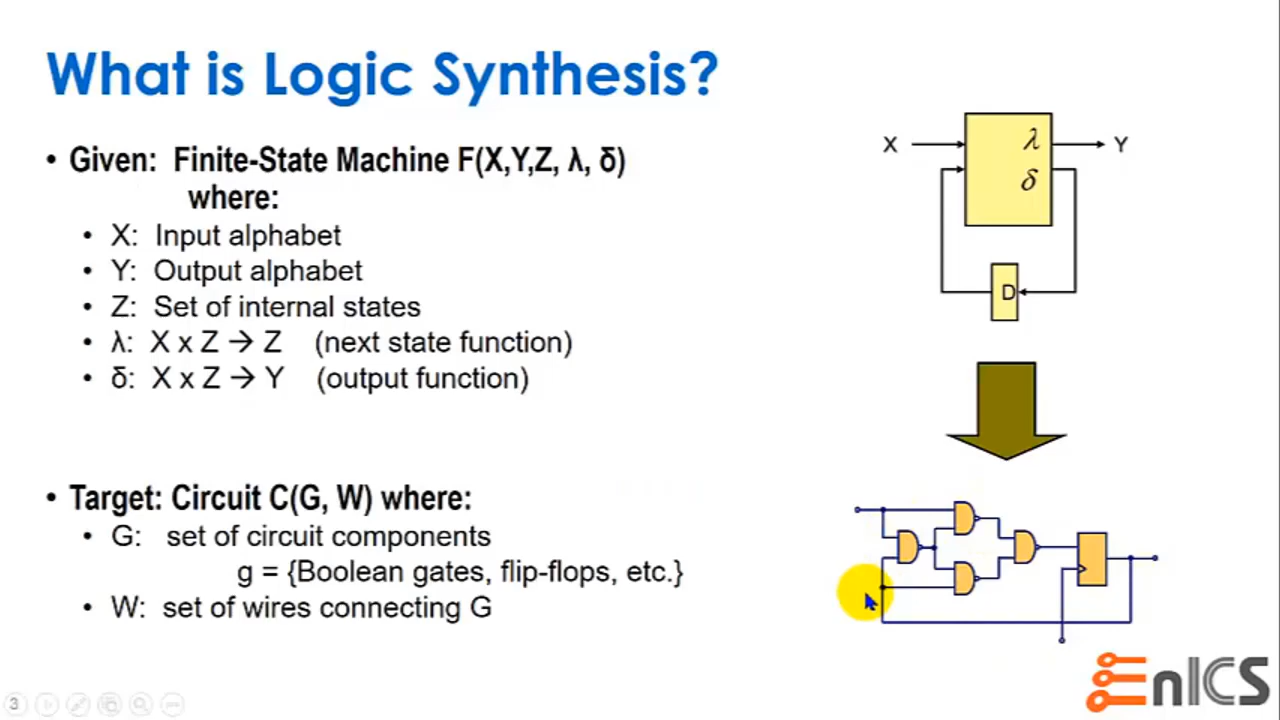 What is Logic Synthesis?
• Given: Finite-State Machine F(X,Y,Z, λ, δ)
where:
• X: Input alphabet
• Y: Output alphabet
• Z: Set of internal states
• λ: X x Z → Z (next state function)
• δ: X x Z → Y (output function)
• Target: Circuit C(G, W) where:
• G: set of circuit components
g = {Boolean gates, flip-flops, etc.}
• W: set of wires connecting G
X
λ
Y
δ
D
3
EnICS